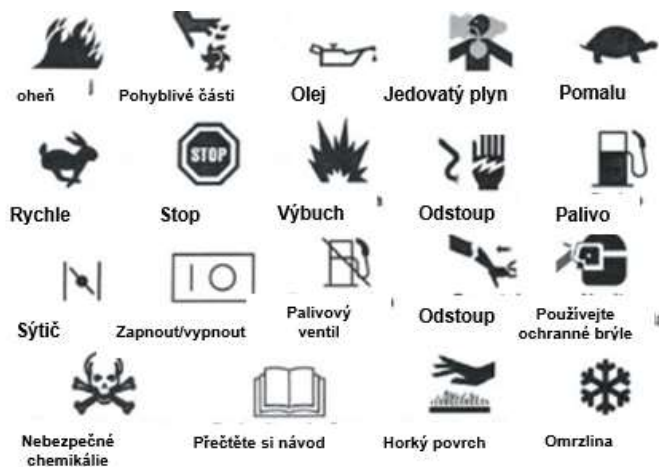 oheň
Pohyblivé části
Olej
Jedovatý plyn
Pomalu
STOP
Rychle
Stop
Výbuch
Odstoup
Palivo
Sýtič
Zapnout/vypnout
Palivový
ventil
Odstoup
Používejte
ochranné brýle
Nebezpečné
chemikálie
Přečtěte si návod
Horký povrch
Omrzlina